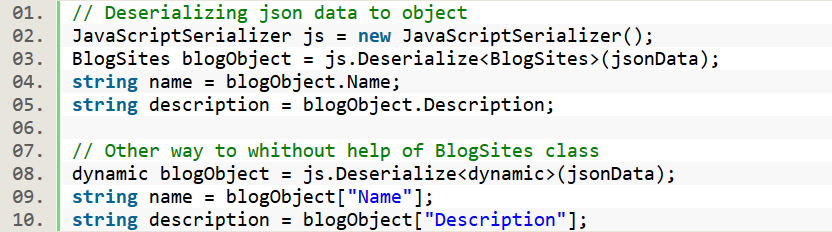 01. // Deserializing json data to object
02. JavaScriptSerializer js = new JavaScriptSerializer();
03. BlogSites blogObject = js.Deserialize<BlogSites>(jsonData);
04. string name = blogObject.Name;
05. string description = blogObject.Description;
06.
07. // Other way to whithout help of BlogSites class
08. dynamic blogObject = js.Deserialize<dynamic>(jsonData);
09. string name = blogObject["Name"];
10. string description = blogObject["Description"];